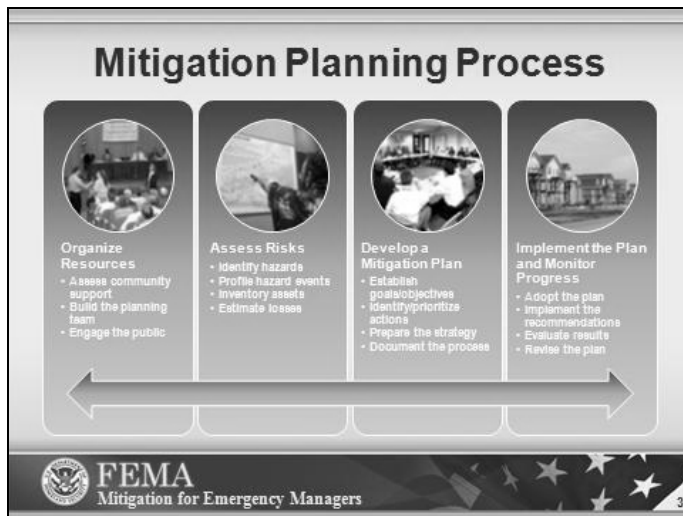 Mitigation Planning Process
Organize
Resources
• Assess community
support
• Build the planning
team
• Engage the public
Assess Risks
• Identify hazards
• Profile hazard events
• Inventory assets
• Estimate losses
Develop a
Mitigation Plan
• Establish
goals/objectives
• Identify/prioritize
actions
• Prepare the strategy
• Document the process
Implement the Plan
and Monitor
Progress
• Adopt the plan
• Implement the
recommendations
• Evaluate results
• Revise the plan
FEMA
Mitigation for Emergency Managers
3